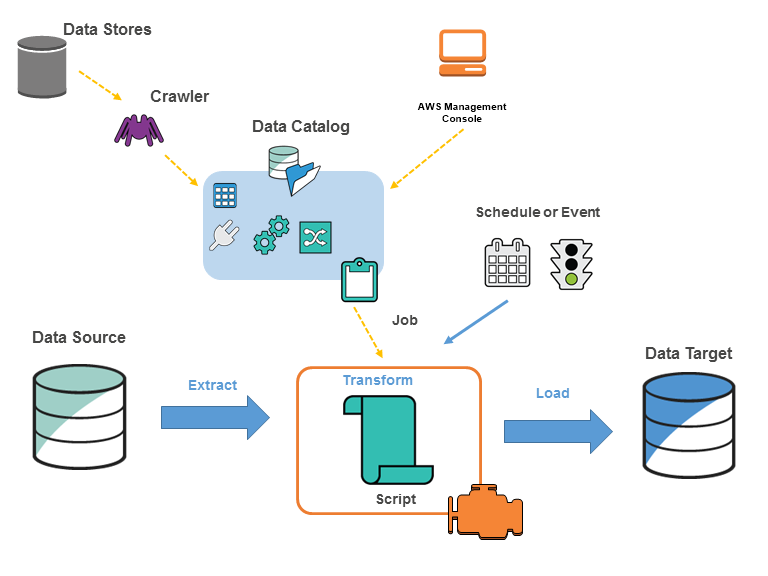 Data Stores
Crawler
AWS Management
Console
Data Catalog
Schedule or Event
Job
Data Source
Extract
Transform
Script
Load
Data Target